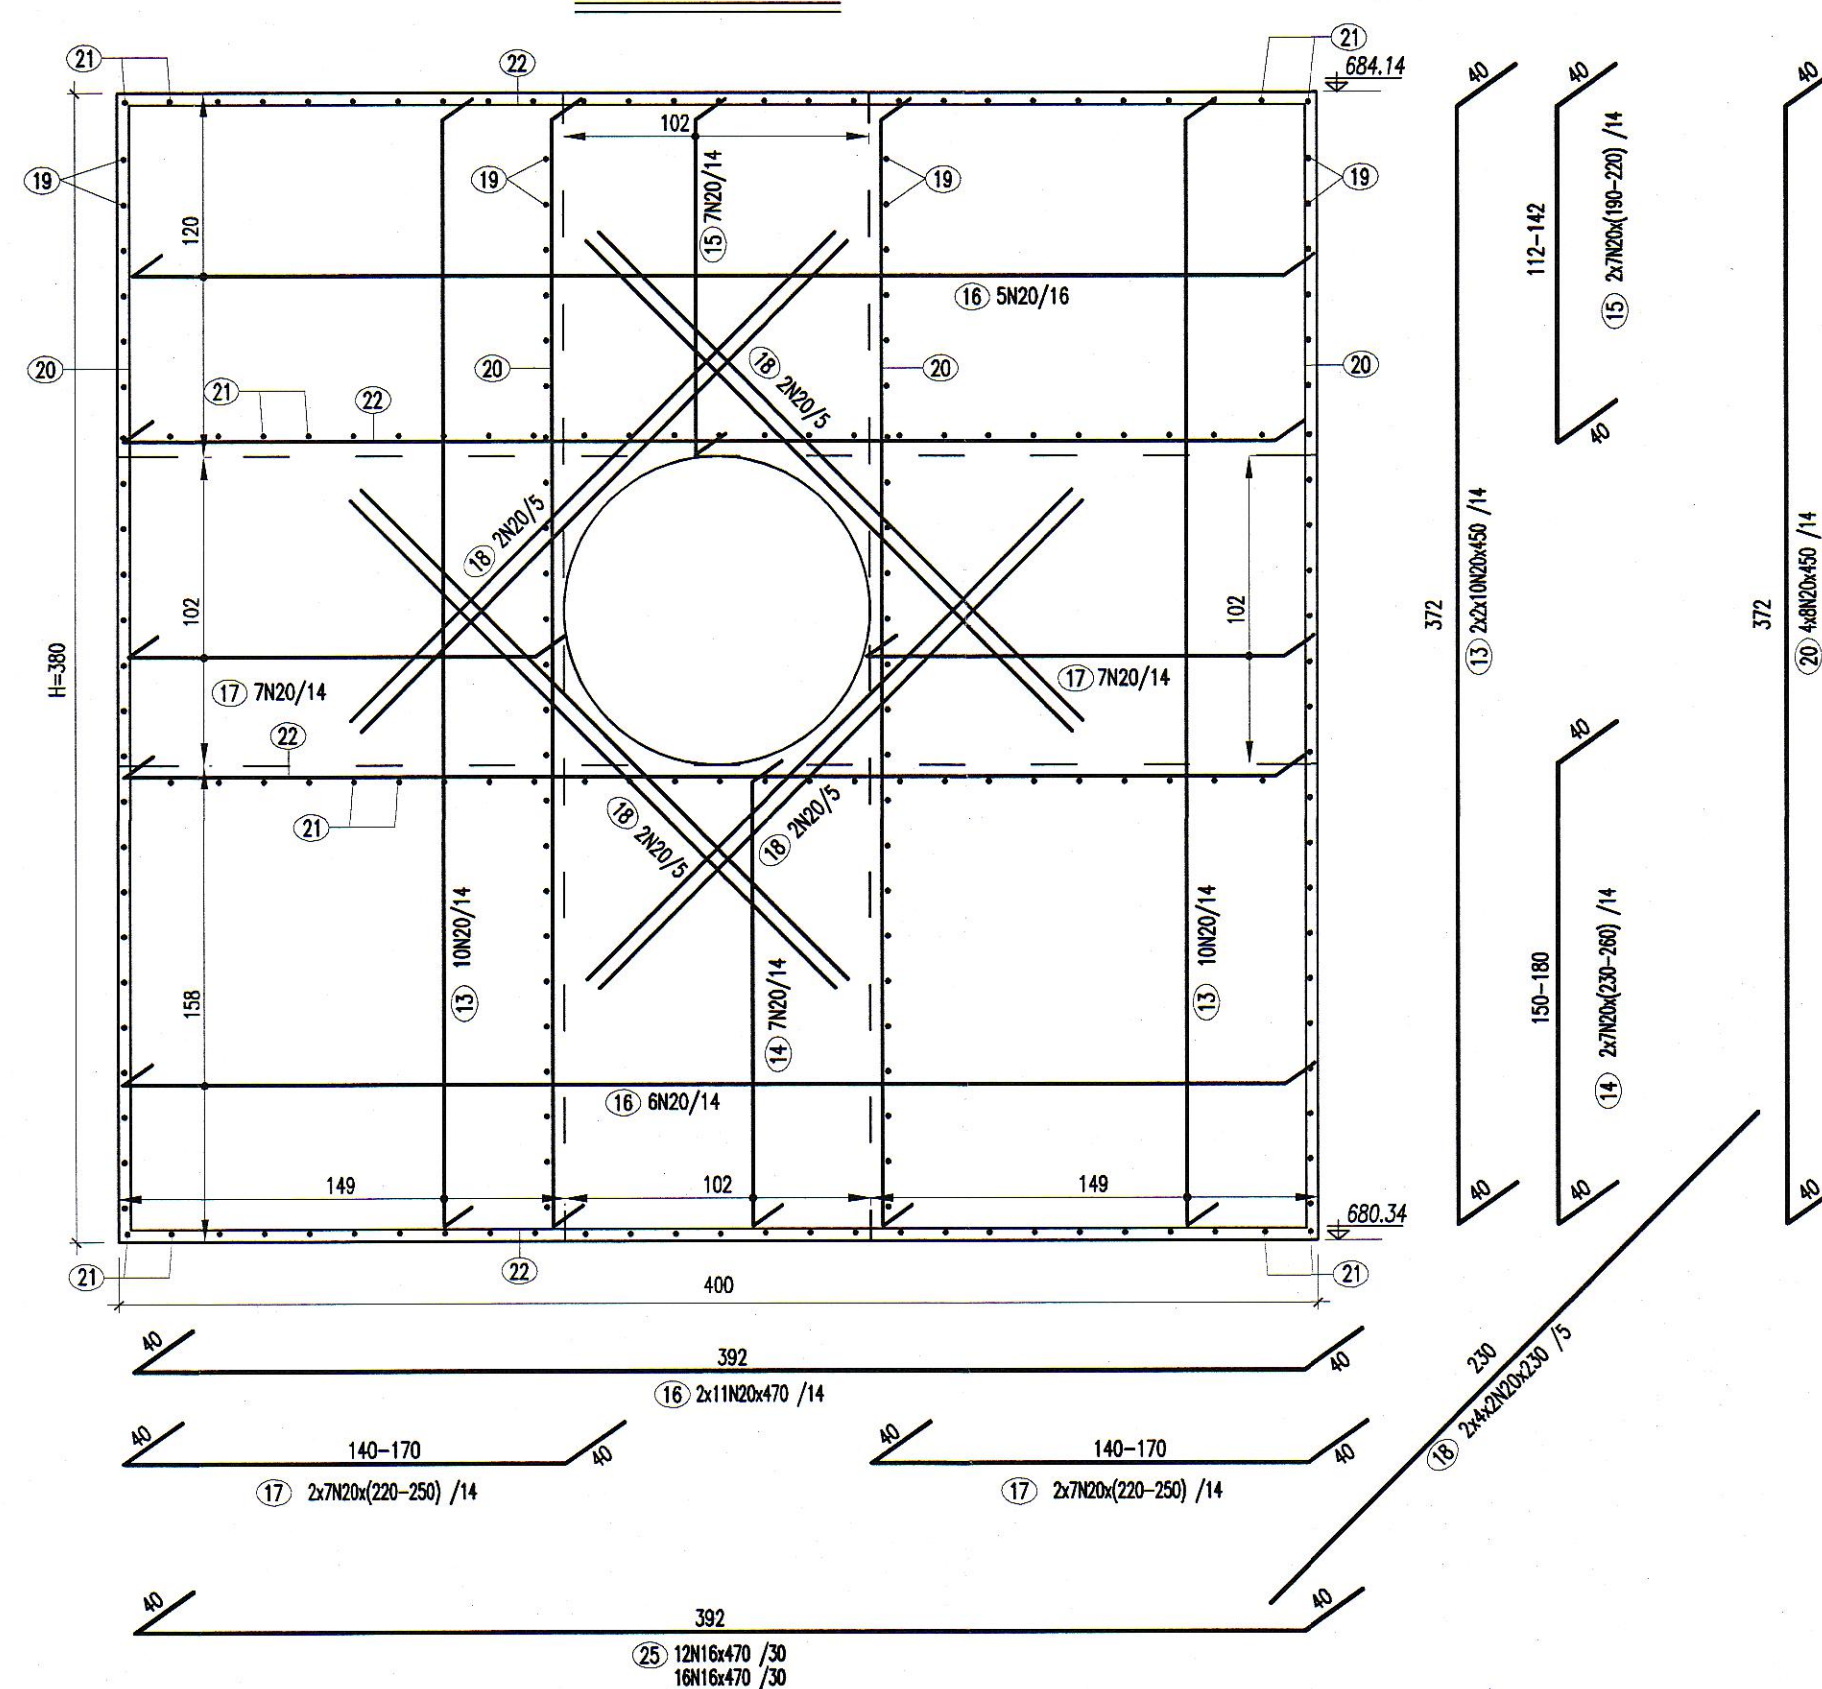 21
22
21
684.14
40
40
40
102
19
19
19
19
15 7N20/14
120
112-142
15 2x7N20x(190-220) /14
16 5N20/16
20
20
20
20
18 2N20/5
21
22
40
18 2N20/5
13 2x2x10N20x450 /14
20 4x8N20x450 /14
102
102
372
372
H=380
17 7N20/14
17 7N20/14
22
40
21
18 2N20/5
18 2N20/5
13 10N20/14
13 10N20/14
14 7N20/14
158
150-180
14 2x7N20x(230-260) /14
16 6N20/14
149
102
149
680.34
40
40
40
21
22
21
400
40
392
40
16 2x11N20x470 /14
230
18 2x4x2N20x230 /5
40
140-170
40
40
140-170
40
17 2x7N20x(220-250) /14
17 2x7N20x(220-250) /14
40
392
40
25 12N16x470 /30
16N16x470 /30